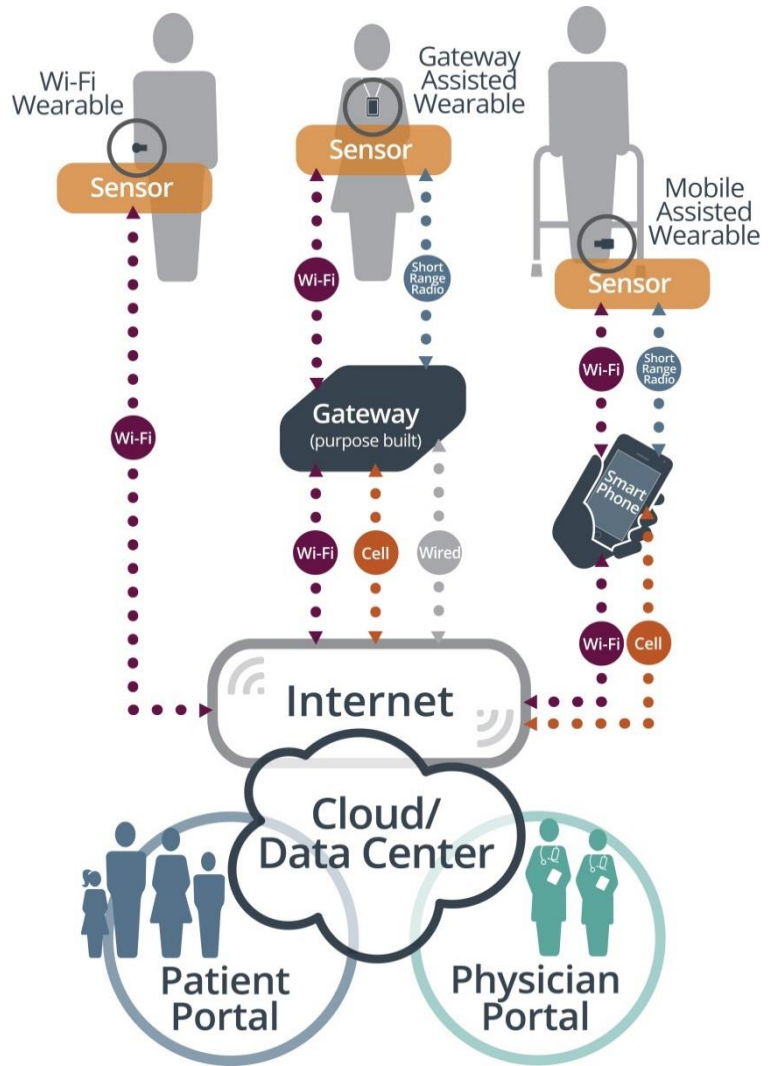 Wi-Fi
Wearable
Sensor
Wi-Fi
Gateway
Assisted
Wearable
Sensor
Wi-Fi
Short
Range
Radio
Gateway
(purpose built)
Wi-Fi
Cell
Wired
Mobile
Assisted
Wearable
Sensor
Wi-Fi
Short
Range
Radio
Smart
Phone
Wi-Fi
Cell
Internet
Cloud/
Data Center
Patient
Portal
Physician
Portal